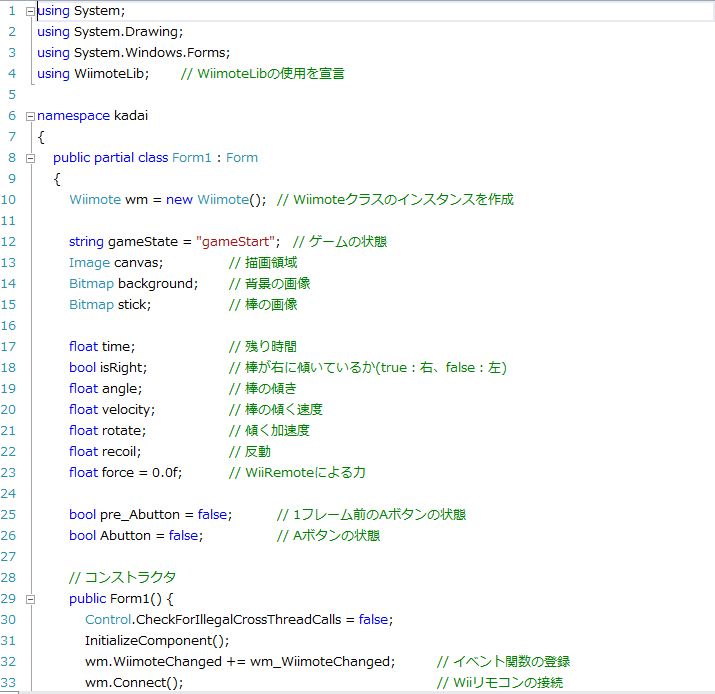 1 using System;
2 using System.Drawing;
3 using System.Windows.Forms;
4 using WiimoteLib; // WiimoteLibの使用を宣言
5
6 namespace kadai
7 {
8 public partial class Form1 : Form
9 {
10 Wiimote wm = new Wiimote(); // Wiimoteクラスのインスタンスを作成
11
12 string gameState = "gameStart"; // ゲームの状態
13 Image canvas; // 描画領域
14 Bitmap background; // 背景の画像
15 Bitmap stick; // 棒の画像
16
17 float time; // 残り時間
18 bool isRight; // 棒が右に傾いているか(true：右、false：左)
19 float angle; // 棒の傾き
20 float velocity; // 棒の傾く速度
21 float rotate; // 傾く加速度
22 float recoil; // 反動
23 float force = 0.0f; // WiiRemoteによる力
24
25 bool pre_Abutton = false; // 1フレーム前のAボタンの状態
26 bool Abutton = false; // Aボタンの状態
27
28 // コンストラクタ
29 public Form1() {
30 Control.CheckForIllegalCrossThreadCalls = false;
31 InitializeComponent();
32 wm.WiimoteChanged += wm_WiimoteChanged; // イベント関数の登録
33 wm.Connect(); // Wiiリモコンの接続